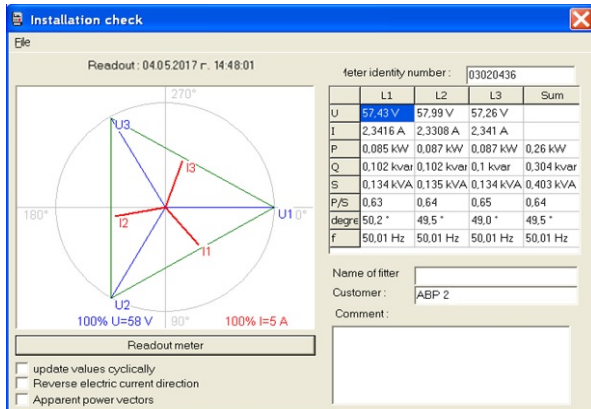 Installation check
File
Readout: 04.05.2017 г. 14:48:01
270°
U3
I3
180°
I2
U1
0°
I1
U2
100% U=58 V
90°
100% I=5 A
Readout meter
update values cyclically
Reverse electric current direction
Apparent power vectors
eter identity number: 03020436
L1 L2 L3 Sum
U 57,43 V 57,99 V 57,26 V
I 2,3416 A 2,3308 A 2,341 A
P 0,085 kW 0,087 kW 0,087 kW 0,26 kW
Q 0,102 kvar 0,102 kvar 0,1 kvar 0,304 kvar
S 0,134 kVA 0,135 kVA 0,134 kVA 0,403 kVA
P/S 0,63 0,64 0,65 0,64
degre 50,2 ° 49,5 ° 49,0 ° 49,5 °
f 50,01 Hz 50,01 Hz 50,01 Hz 50,01 Hz
Name of fitter
Customer: ABP 2
Comment: